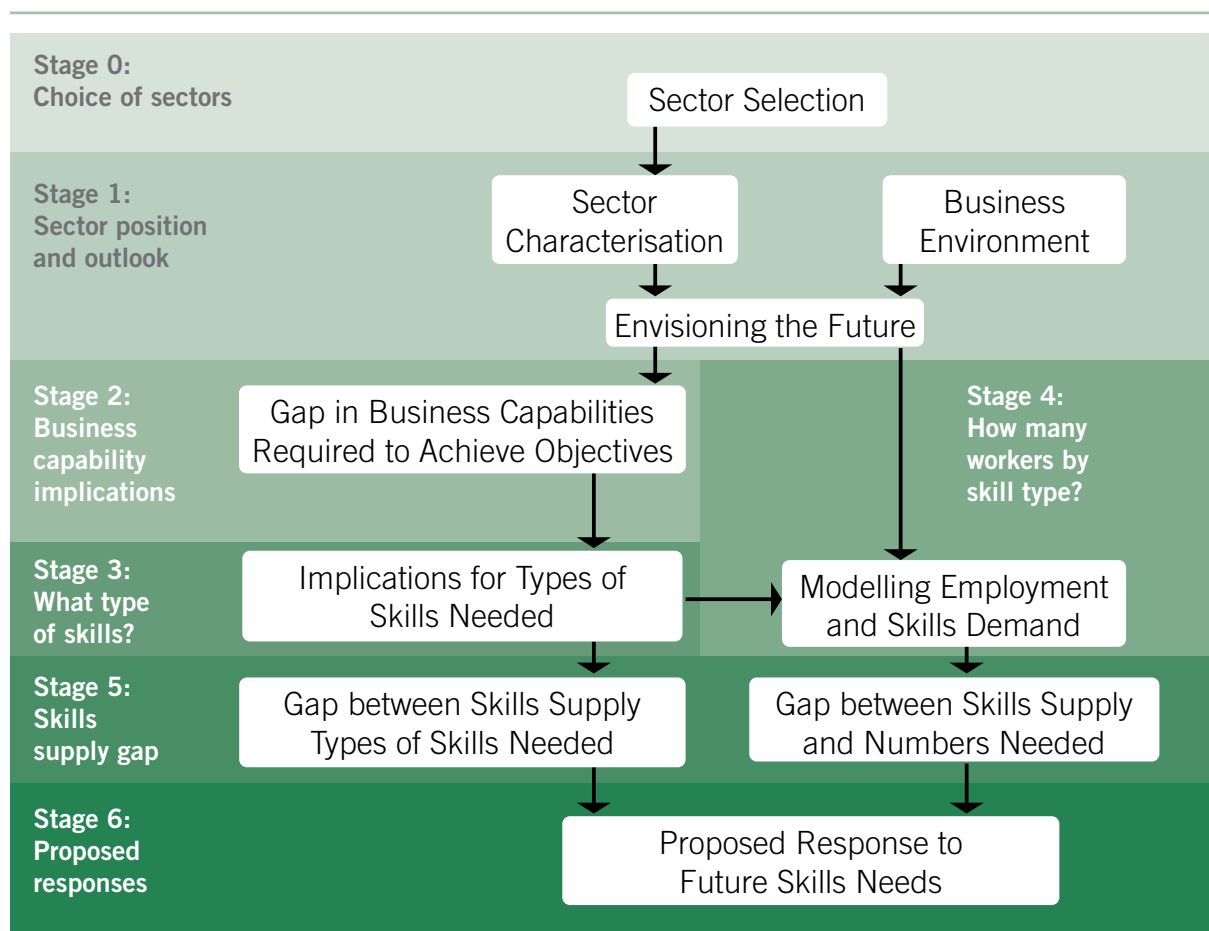 Stage 0:
Choice of sectors
Sector Selection
Stage 1:
Sector position
and outlook
Sector
Characterisation
Business
Environment
Envisioning the Future
Stage 2:
Business
capability
implications
Gap in Business Capabilities
Required to Achieve Objectives
Stage 4:
How many
workers by
skill type?
Stage 3:
What type
of skills?
Implications for Types of
Skills Needed
Modelling Employment
and Skills Demand
Stage 5:
Skills
supply gap
Gap between Skills Supply
Types of Skills Needed
Gap between Skills Supply
and Numbers Needed
Stage 6:
Proposed
responses
Proposed Response to
Future Skills Needs